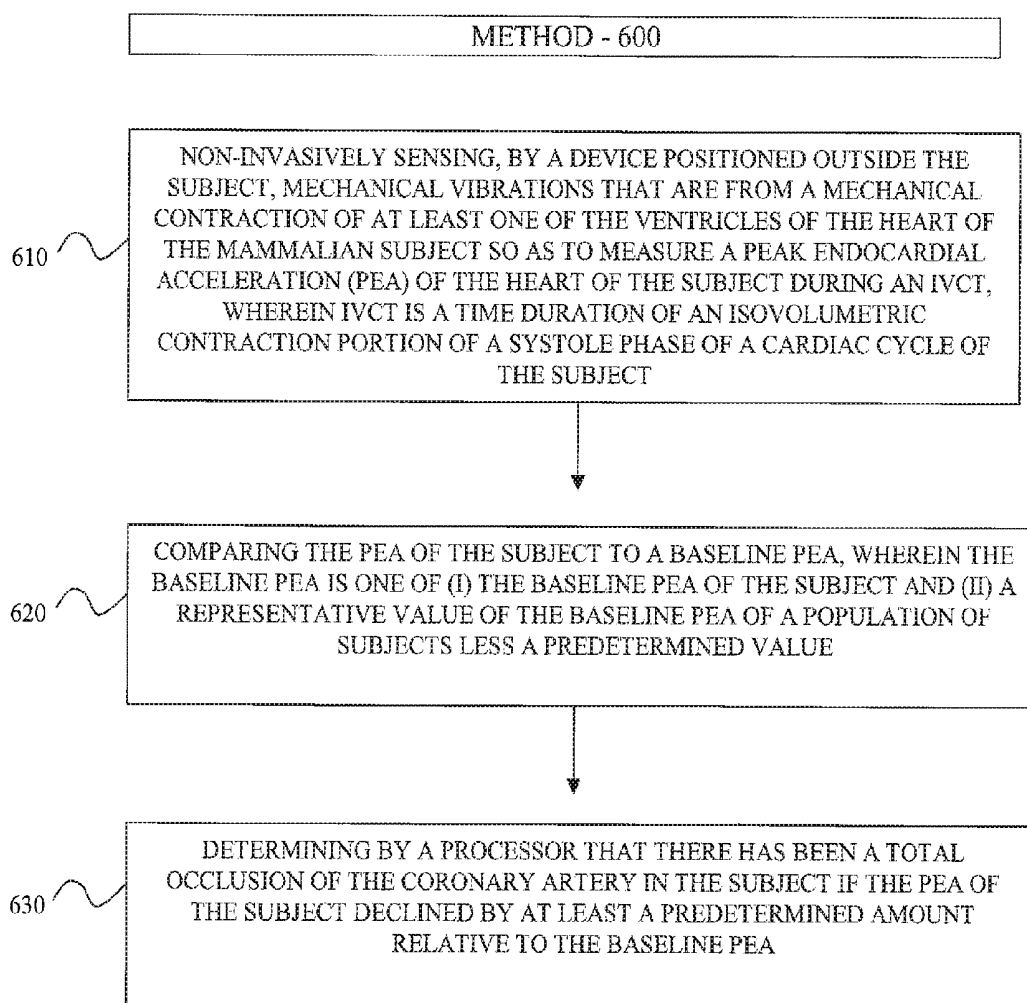 METHOD - 600
NON-INVASIVELY SENSING, BY A DEVICE POSITIONED OUTSIDE THE
SUBJECT, MECHANICAL VIBRATIONS THAT ARE FROM A MECHANICAL
CONTRACTION OF AT LEAST ONE OF THE VENTRICLES OF THE HEART OF
THE MAMMALIAN SUBJECT SO AS TO MEASURE A PEAK ENDOCARDIAL
ACCELERATION (PEA) OF THE HEART OF THE SUBJECT DURING AN IVCT,
WHEREIN IVCT IS A TIME DURATION OF AN ISOVOLUMETRIC
CONTRACTION PORTION OF A SYSTOLE PHASE OF A CARDIAC CYCLE OF
THE SUBJECT
610
COMPARING THE PEA OF THE SUBJECT TO A BASELINE PEA, WHEREIN THE
BASELINE PEA IS ONE OF (I) THE BASELINE PEA OF THE SUBJECT AND (II) A
REPRESENTATIVE VALUE OF THE BASELINE PEA OF A POPULATION OF
SUBJECTS LESS A PREDETERMINED VALUE
620
DETERMINING BY A PROCESSOR THAT THERE HAS BEEN A TOTAL
OCCLUSION OF THE CORONARY ARTERY IN THE SUBJECT IF THE PEA OF
THE SUBJECT DECLINED BY AT LEAST A PREDETERMINED AMOUNT
RELATIVE TO THE BASELINE PEA
630